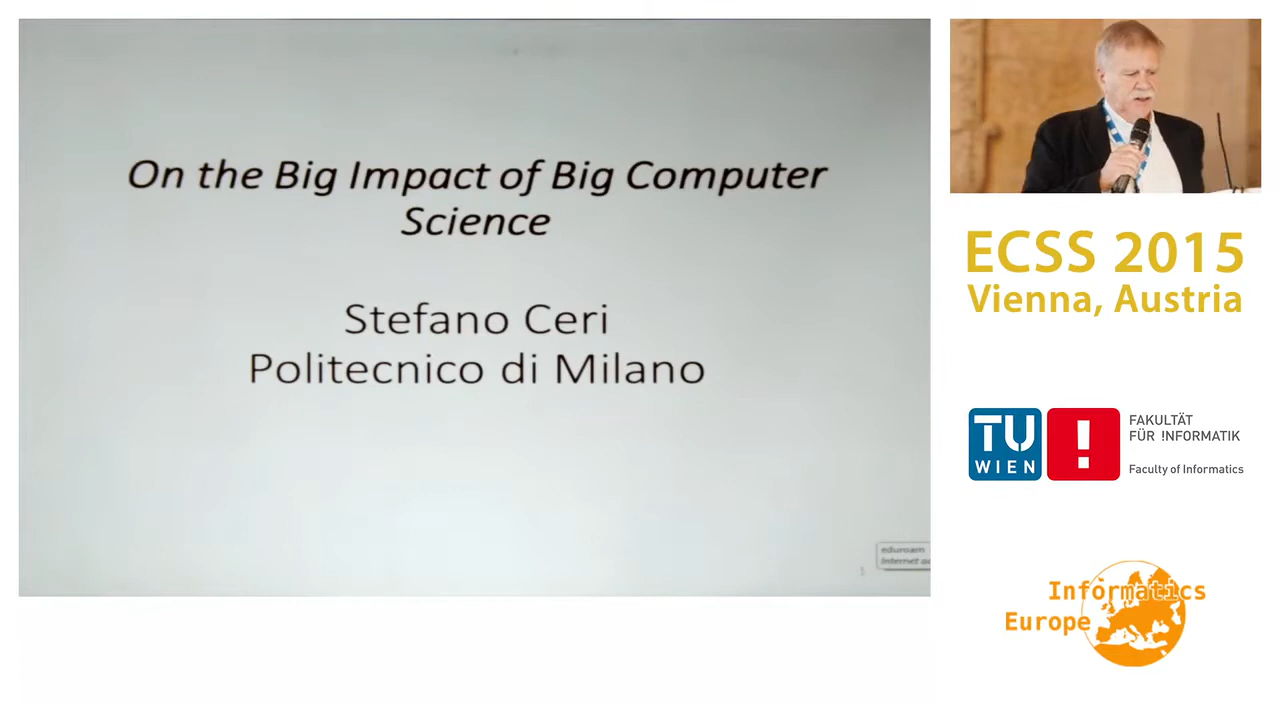 On the Big Impact of Big Computer
Science
Stefano Ceri
Politecnico di Milano
eduroam
ECSS 2015
Vienna, Austria
TU
WIEN
!
FAKULTÄT
FÜR !NFORMATIK
Faculty of Informatics
Informatics
Europe